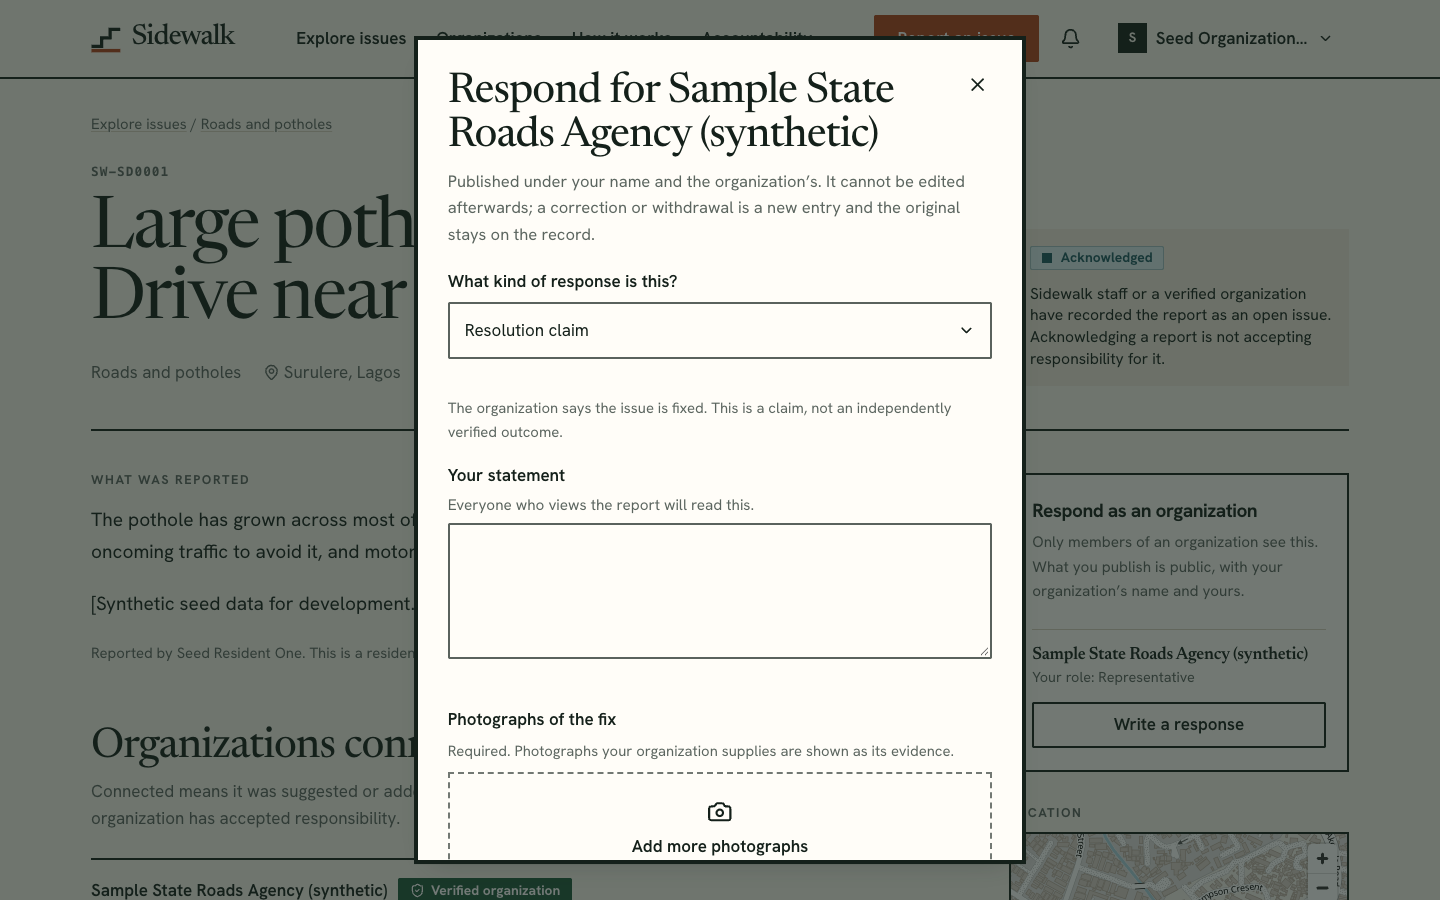 Sidewalk
Explore issues
S
Seed Organization...
Explore issues / Roads and potholes
SW-SD0001
Large poth
Drive near
Roads and potholes
Surulere, Lagos
WHAT WAS REPORTED
The pothole has grown across most of
oncoming traffic to avoid it, and motor
[Synthetic seed data for development.
Reported by Seed Resident One. This is a residen
Organizations con
Connected means it was suggested or add
organization has accepted responsibility.
Sample State Roads Agency (synthetic)
Verified organization
Respond for Sample State
Roads Agency (synthetic)
Published under your name and the organization’s. It cannot be edited
afterwards; a correction or withdrawal is a new entry and the original
stays on the record.
What kind of response is this?
Resolution claim
The organization says the issue is fixed. This is a claim, not an independently
verified outcome.
Your statement
Everyone who views the report will read this.
Photographs of the fix
Required. Photographs your organization supplies are shown as its evidence.
Add more photographs
Acknowledged
Sidewalk staff or a verified organization
have recorded the report as an open issue.
Acknowledging a report is not accepting
responsibility for it.
Respond as an organization
Only members of an organization see this.
What you publish is public, with your
organization’s name and yours.
Sample State Roads Agency (synthetic)
Your role: Representative
Write a response
CATION
Street
mpson Cresent
+
−